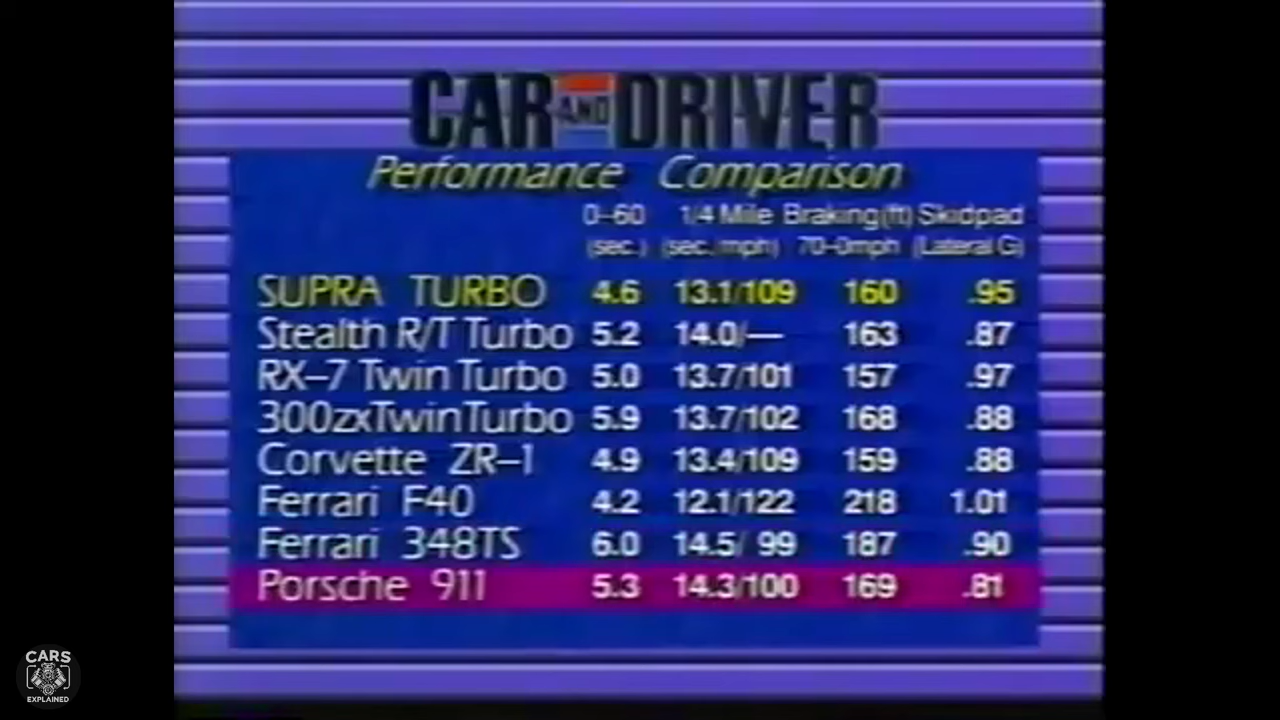 CAR AND DRIVER
Performance Comparison
0–60 1/4 Mile Braking(ft) Skidpad
(sec.) (sec./mph) 70–0mph (Lateral G)
SUPRA TURBO 4.6 13.1/109 160 .95
Stealth R/T Turbo 5.2 14.0/— 163 .87
RX–7 Twin Turbo 5.0 13.7/101 157 .97
300zxTwinTurbo 5.9 13.7/102 168 .88
Corvette ZR–1 4.9 13.4/109 159 .88
Ferrari F40 4.2 12.1/122 218 1.01
Ferrari 348TS 6.0 14.5/ 99 187 .90
Porsche 911 5.3 14.3/100 169 .81
CARS
EXPLAINED